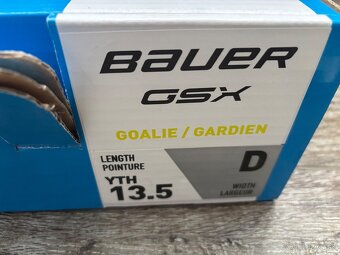 BAUER
GSX
GOALIE / GARDIEN
LENGTH
POINTURE
YTH
13.5
D
WIDTH
LARGEUR